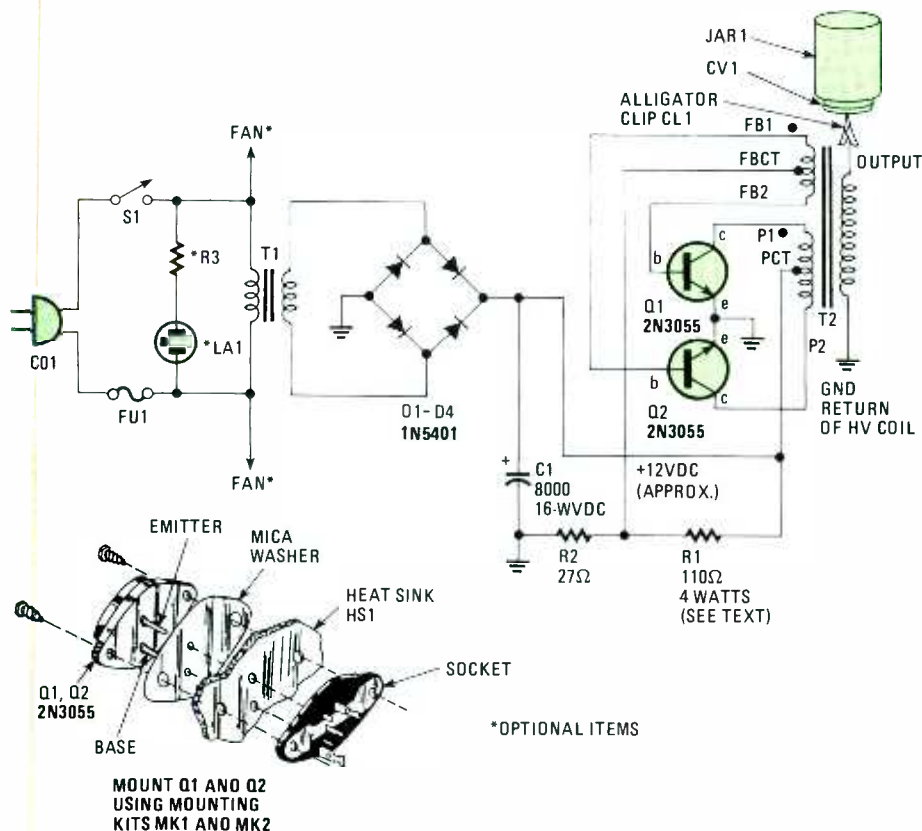 JAR1
CV1
ALLIGATOR
CLIP CL1
FB1
OUTPUT
FAN*
FBCT
FB2
S1
*R3
T1
c
P1
PCT
b
Q1
2N3055
e
T2
*LA1
CO1
e
P2
b
FU1
Q2
2N3055
c
GND
RETURN
OF HV COIL
D1-D4
1N5401
FAN*
+
C1
8000
16-WVDC
+12VDC
(APPROX.)
R2
27Ω
R1
110Ω
4 WATTS
(SEE TEXT)
EMITTER
MICA
WASHER
HEAT SINK
HS1
SOCKET
Q1, Q2
2N3055
BASE
*OPTIONAL ITEMS
MOUNT Q1 AND Q2
USING MOUNTING
KITS MK1 AND MK2